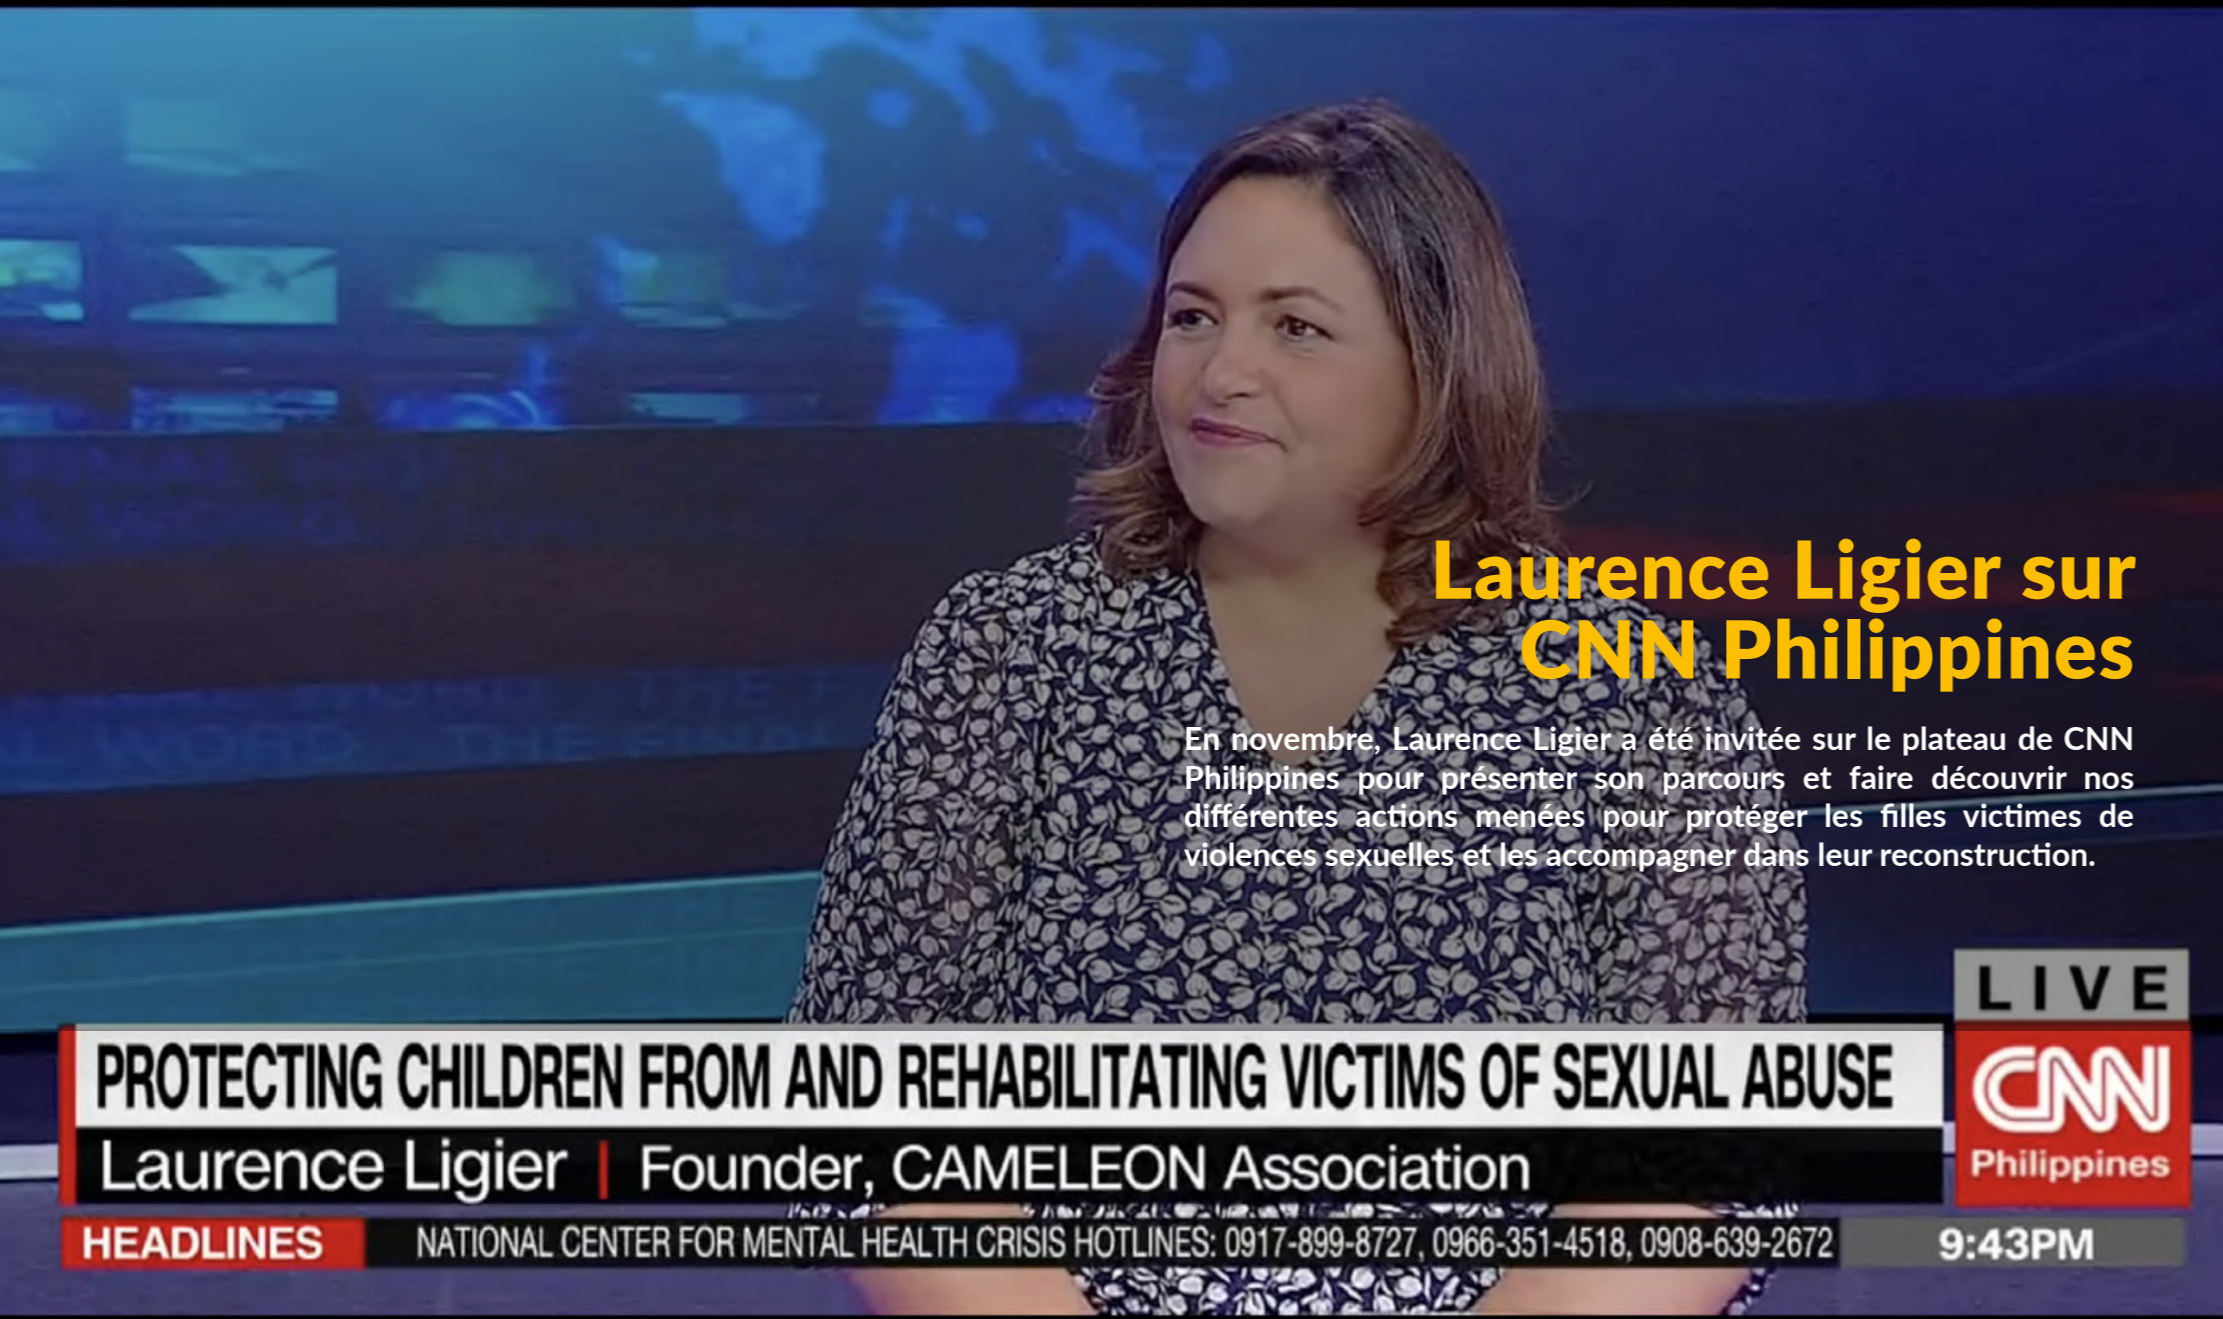 Laurence Ligier sur
CNN Philippines
En novembre, Laurence Ligier a été invitée sur le plateau de CNN
Philippines pour présenter son parcours et faire découvrir nos
différentes actions menées pour protéger les filles victimes de
violences sexuelles et les accompagner dans leur reconstruction.
LIVE
PROTECTING CHILDREN FROM AND REHABILITATING VICTIMS OF SEXUAL ABUSE
CNN
Philippines
Laurence Ligier | Founder, CAMELEON Association
HEADLINES NATIONAL CENTER FOR MENTAL HEALTH CRISIS HOTLINES: 0917-899-8727, 0966-351-4518, 0908-639-2672 9:43PM